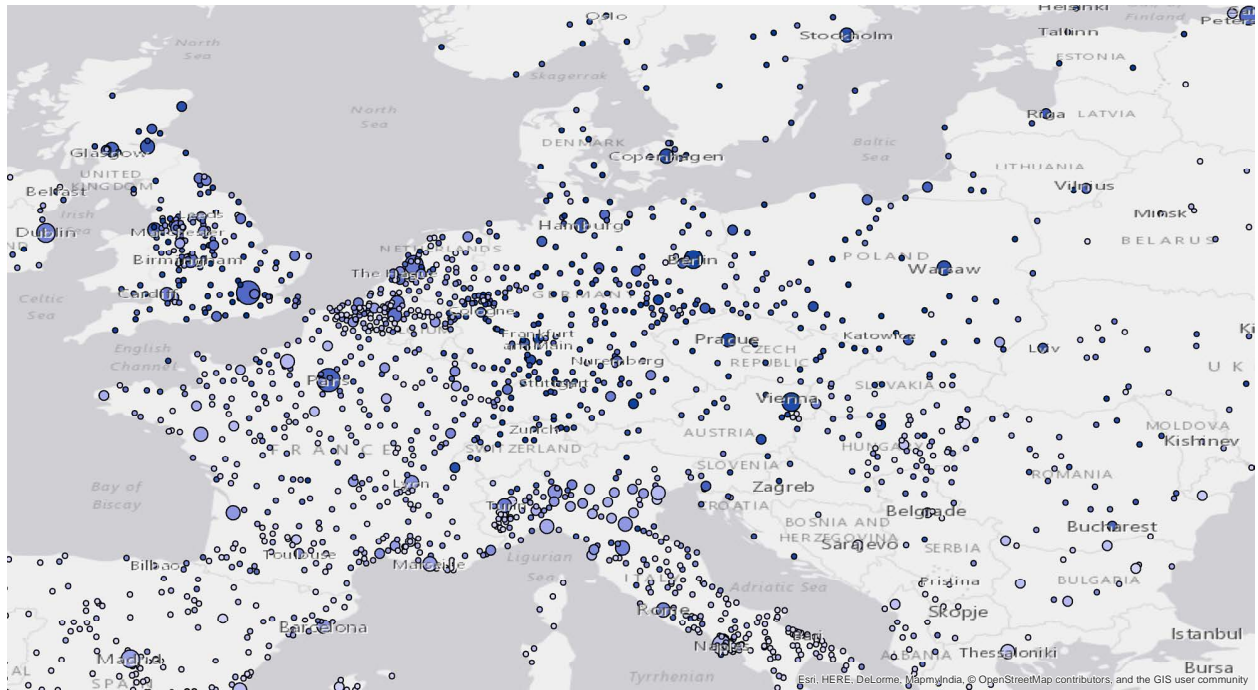 Oslo
Helsinki
Gulf of
Finland
North
Sea
Stockholm
Tallinn
ESTONIA
Skagerrak
North
Sea
Riga
LATVIA
Glasgow
DENMARK
Copenhagen
Baltic
Sea
LITHUANIA
UNITED
KINGDOM
Belfast
Vilnius
Irish
Sea
Leeds
Dublin
Manchester
Hamburg
Minsk
BELARUS
NETHERLANDS
Birmingham
The Hague
Berlin
POLAND
Warsaw
Celtic
Sea
Cardiff
GERMANY
Cologne
Frankfurt
am Main
Prague
CZECH
REPUBLIC
Katowice
Lviv
English
Channel
Nuremberg
Paris
Stuttgart
SLOVAKIA
U K
Vienna
MOLDOVA
Kishinev
Zurich
AUSTRIA
FRANCE
SWITZERLAND
HUNGARY
SLOVENIA
ROMANIA
Lyon
Zagreb
Bay of
Biscay
Turin
CROATIA
Belgrade
BOSNIA AND
HERZEGOVINA
Bucharest
Sarajevo
SERBIA
Toulouse
Bilbao
Marseille
Ligurian
Sea
ITALY
Adriatic Sea
Pristina
BULGARIA
Rome
Skopje
Barcelona
Naples
Bari
Istanbul
Madrid
ALBANIA
Thessaloniki
Bursa
Tyrrhenian
Esri, HERE, DeLorme, MapmyIndia, © OpenStreetMap contributors, and the GIS user community